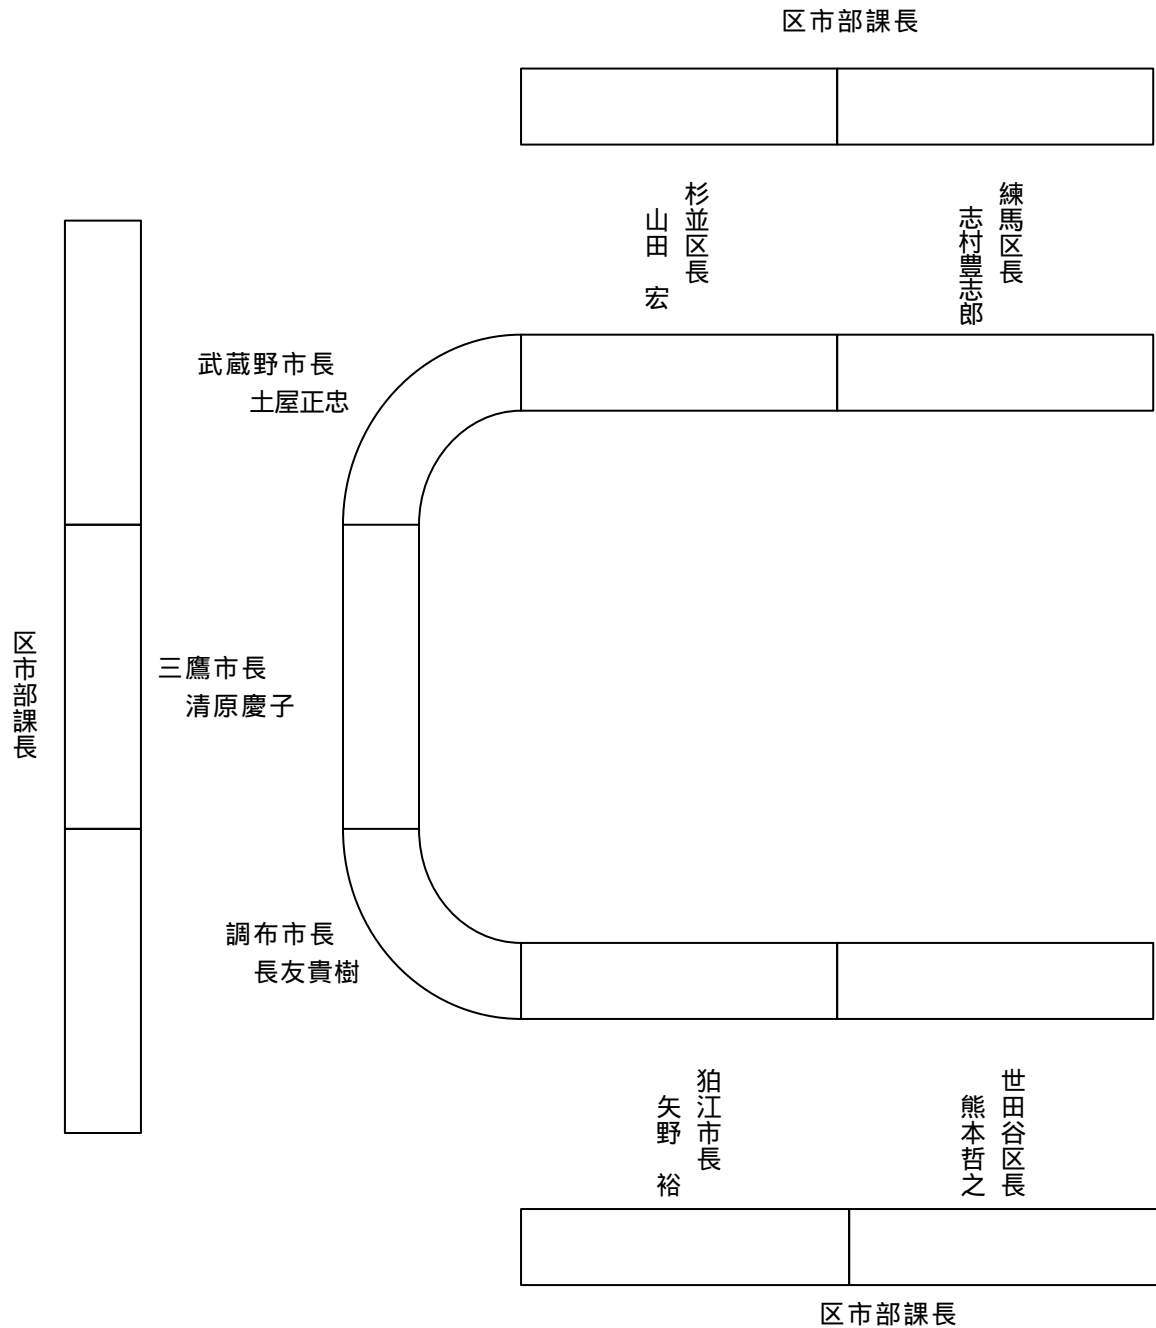 区市部課長
練馬区長
志村豊志郎
杉並区長
山田　宏
武蔵野市長
土屋正忠
区市部課長
三鷹市長
清原慶子
調布市長
長友貴樹
世田谷区長
熊本哲之
狛江市長
矢野　裕
区市部課長